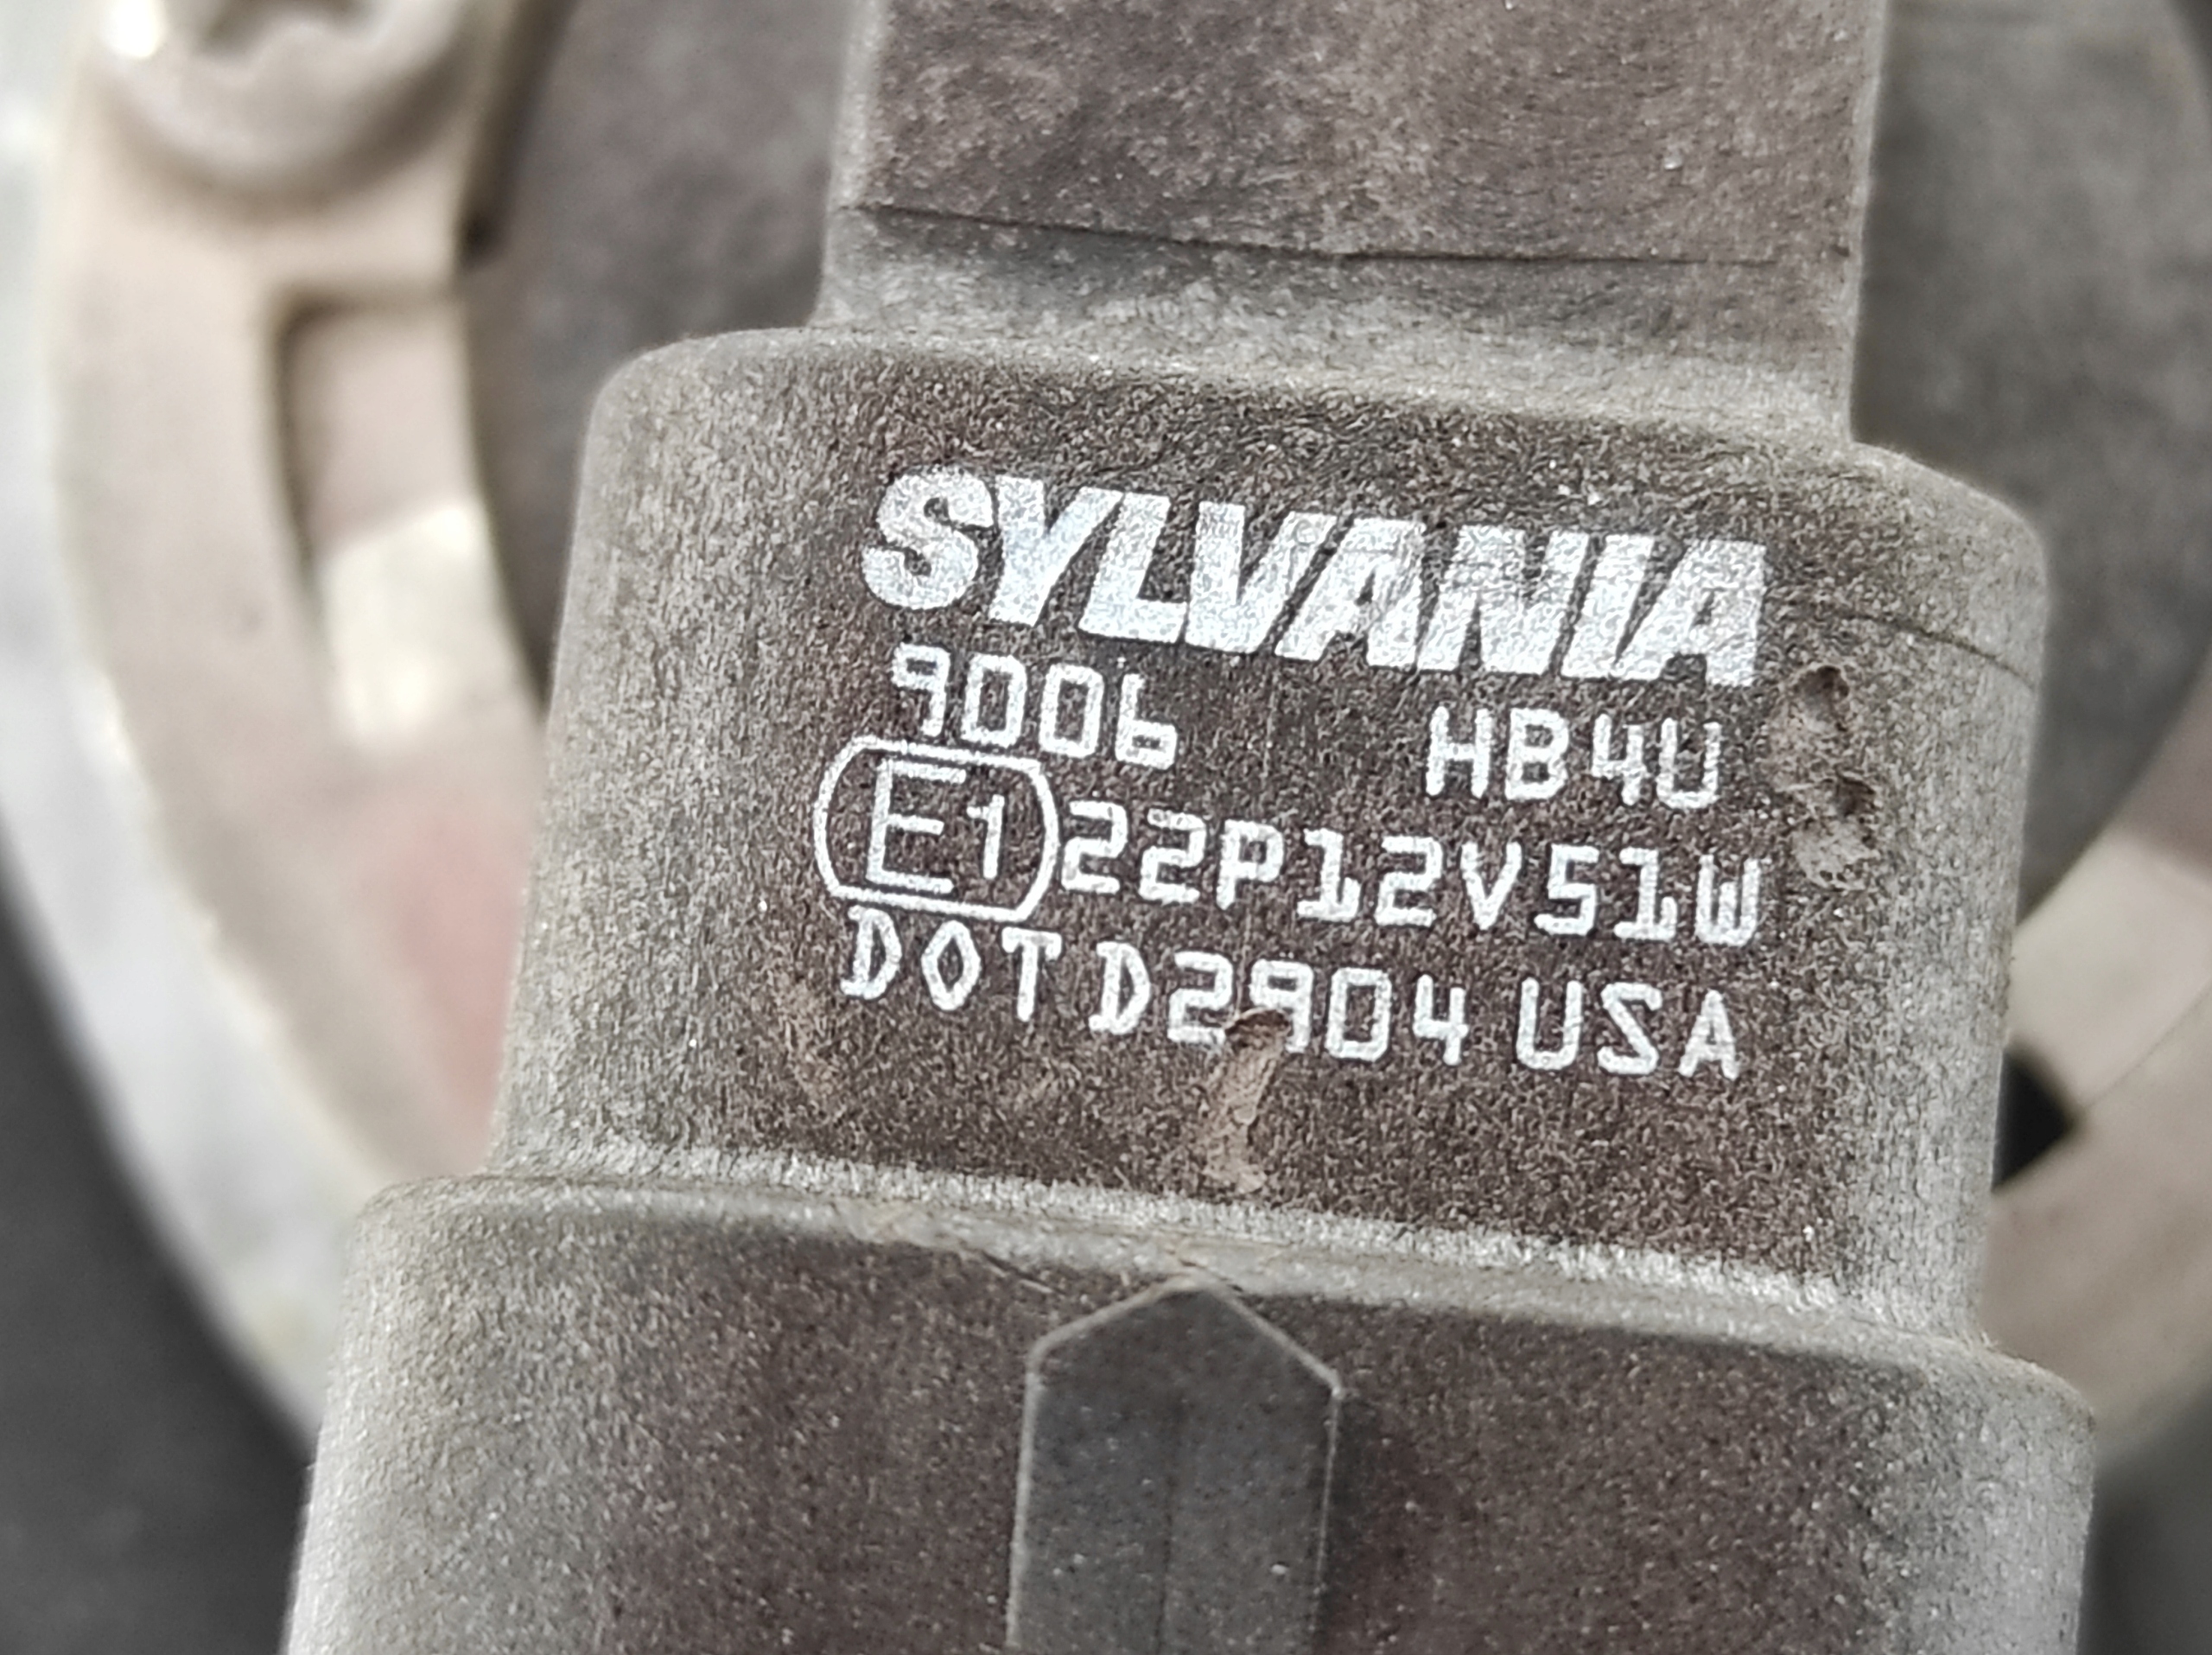 SYLVANIA
9006 HB4U
E1 22P12V51W
DOT D2904 USA